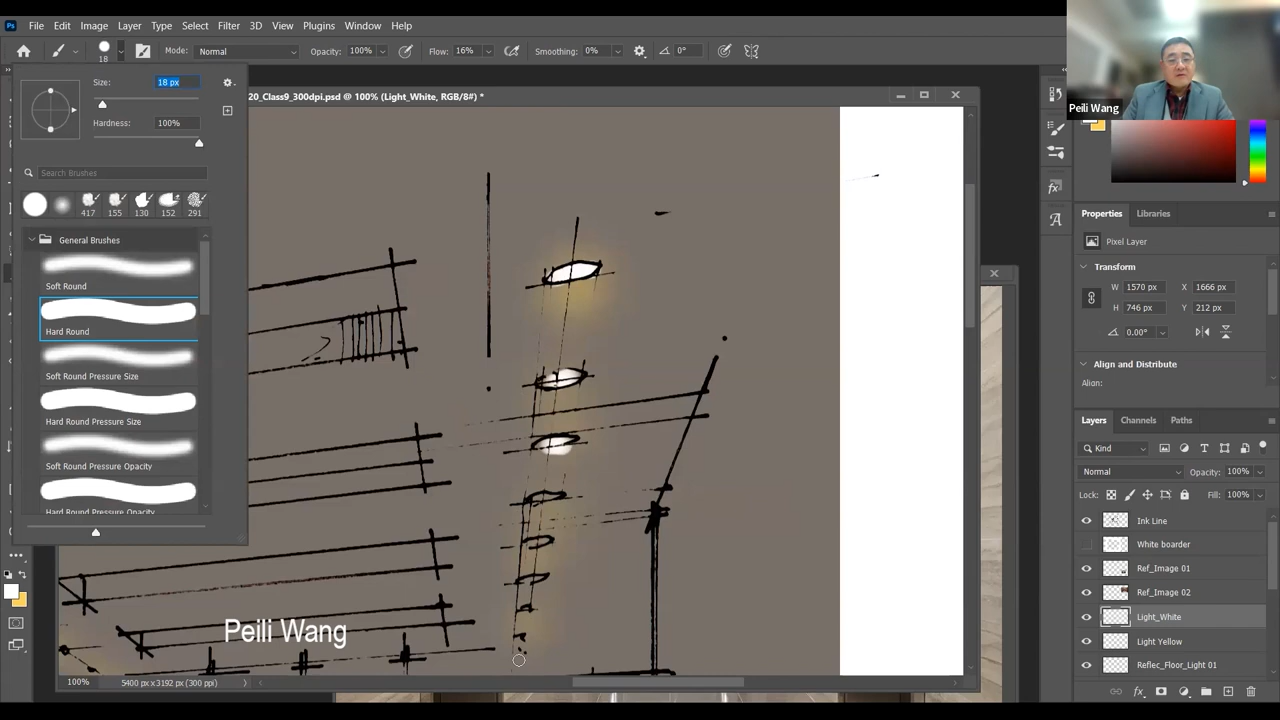 Ps File Edit Image Layer Type Select Filter 3D View Plugins Window Help
18 Mode: Normal Opacity: 100% Flow: 16% Smoothing: 0% 0°
Size: 18 px
Hardness: 100%
Search Brushes
417 155 130 152 291
General Brushes
Soft Round
Hard Round
Soft Round Pressure Size
Hard Round Pressure Size
Soft Round Pressure Opacity
Hard Round Pressure Opacity
20_Class9_300dpi.psd @ 100% (Light_White, RGB/8#) *
Peili Wang
100% 5400 px x 3192 px (300 ppi)
Peili Wang
Properties Libraries
Pixel Layer
Transform
W 1570 px X 1666 px
H 746 px Y 212 px
0.00°
Align and Distribute
Align:
Layers Channels Paths
Kind
Normal Opacity: 100%
Lock: Fill: 100%
Ink Line
White boarder
Ref_Image 01
Ref_Image 02
Light_White
Light Yellow
Reflec_Floor_Light 01
fx